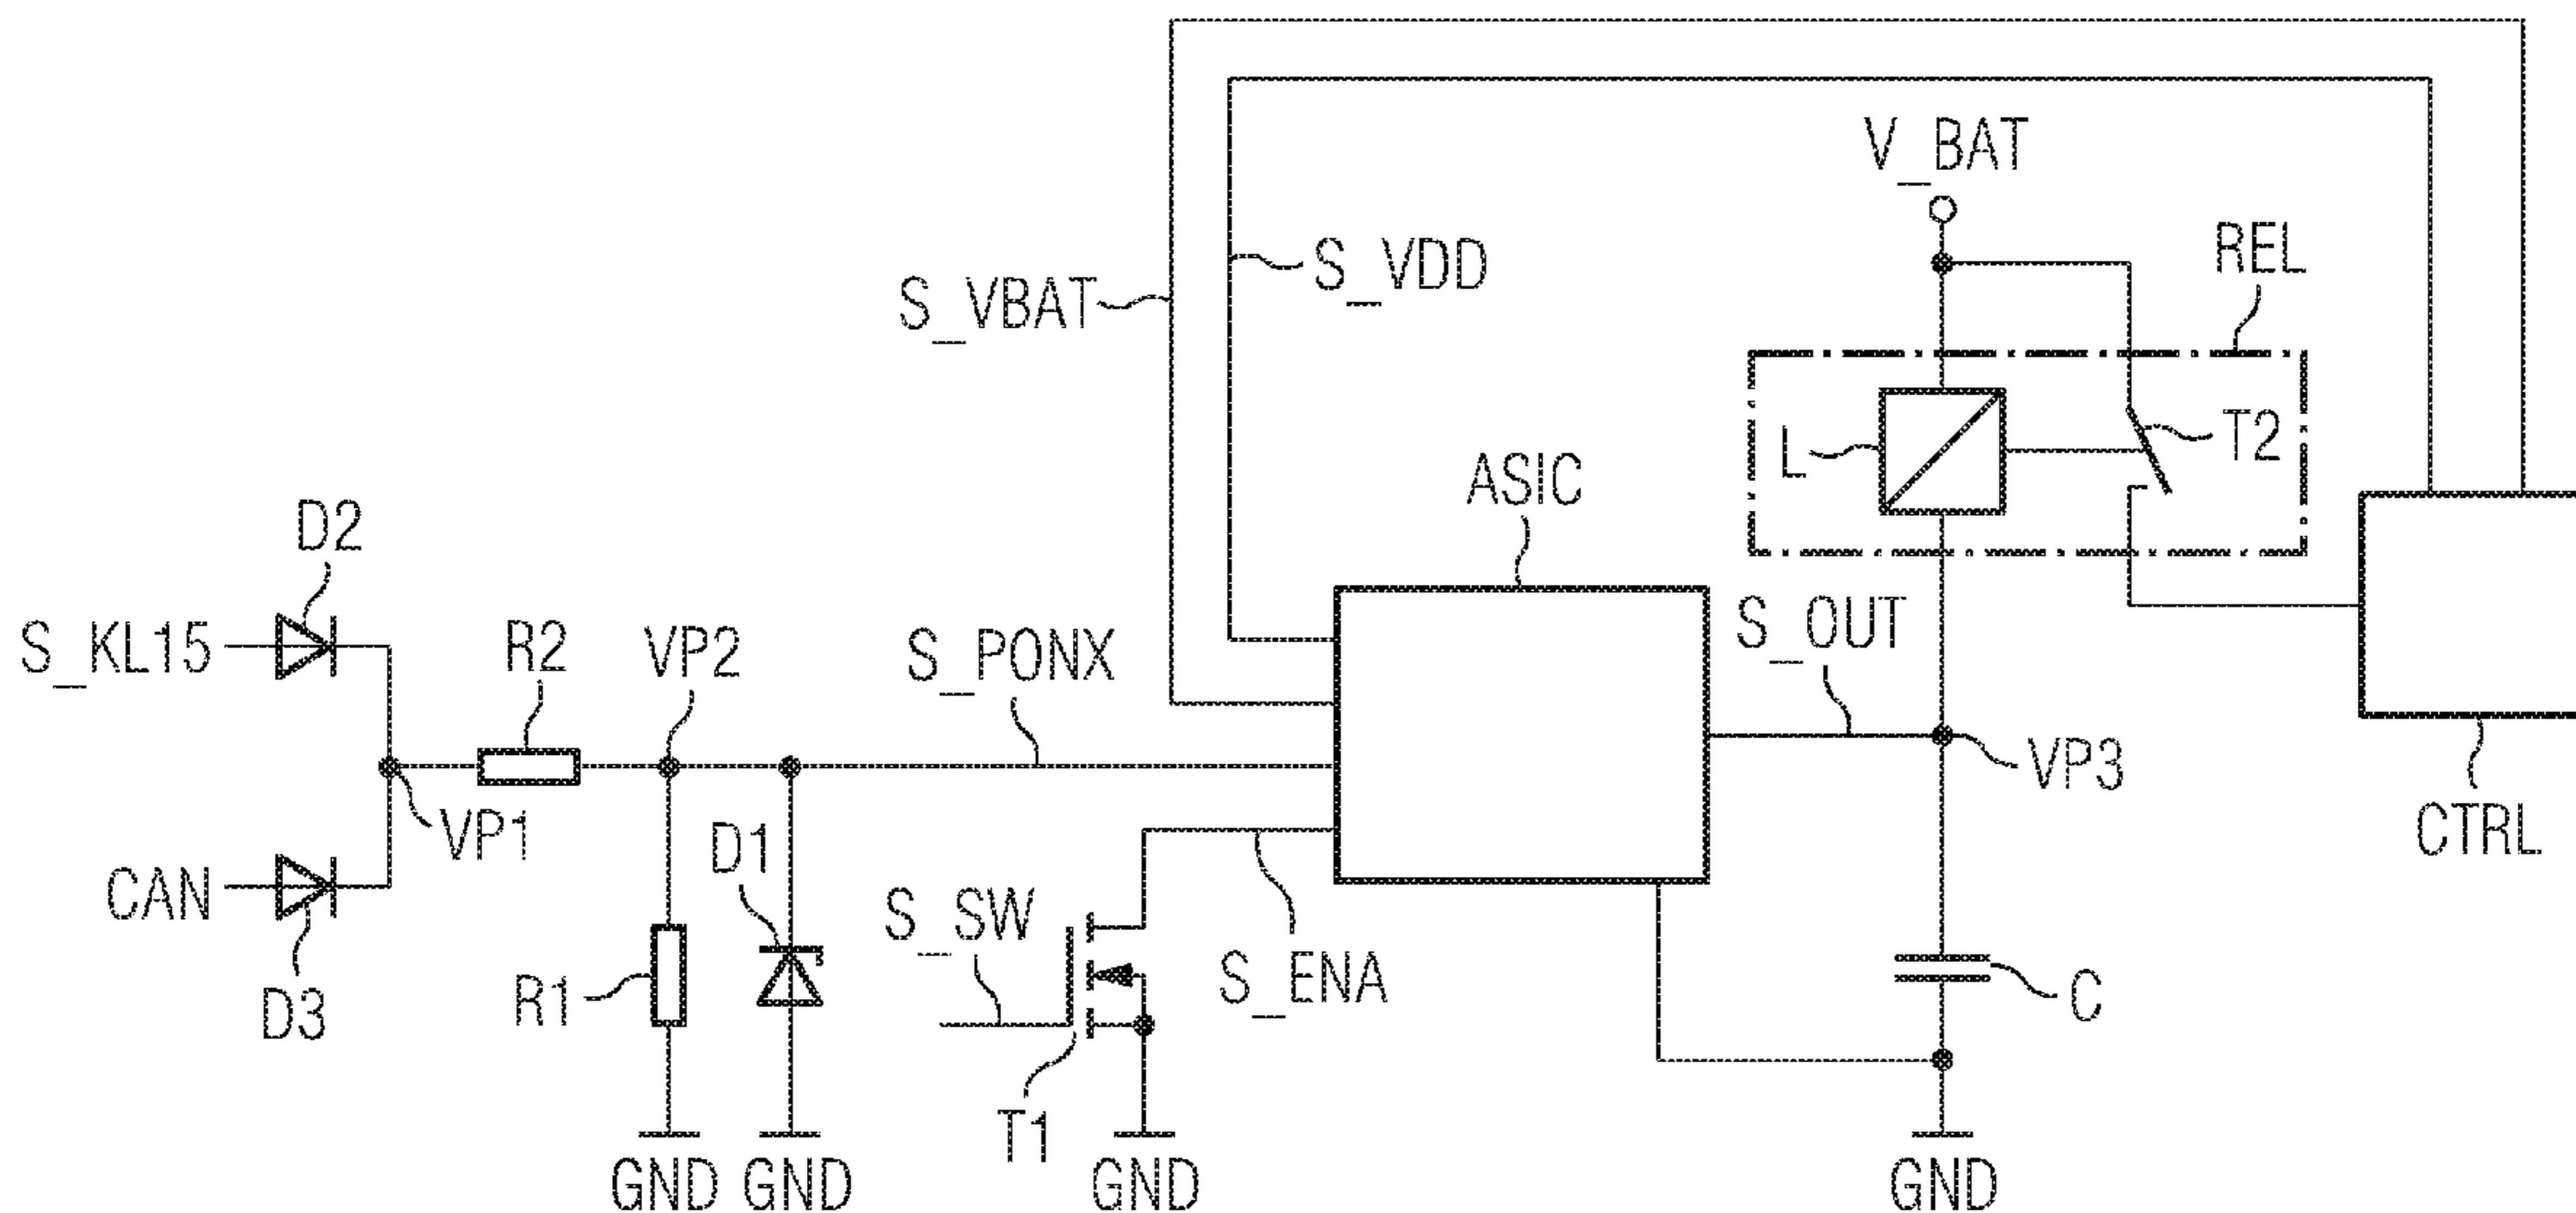 V_BAT
REL
S_VDD
S_VBAT
T2
L
ASIC
D2
S_KL15
R2
VP2
S_PONX
S_OUT
VP3
VP1
D1
CTRL
CAN
S_SW
D3
R1
S_ENA
C
T1
GND
GND
GND
GND